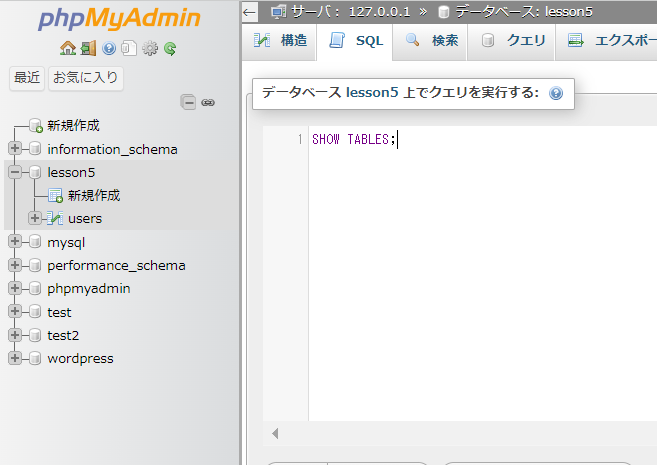 phpMyAdmin
最近 お気に入り
新規作成
information_schema
lesson5
新規作成
users
mysql
performance_schema
phpmyadmin
test
test2
wordpress
サーバ: 127.0.0.1 » データベース: lesson5
構造 SQL 検索 クエリ エクスポー
データベース lesson5 上でクエリを実行する:
1 SHOW TABLES;